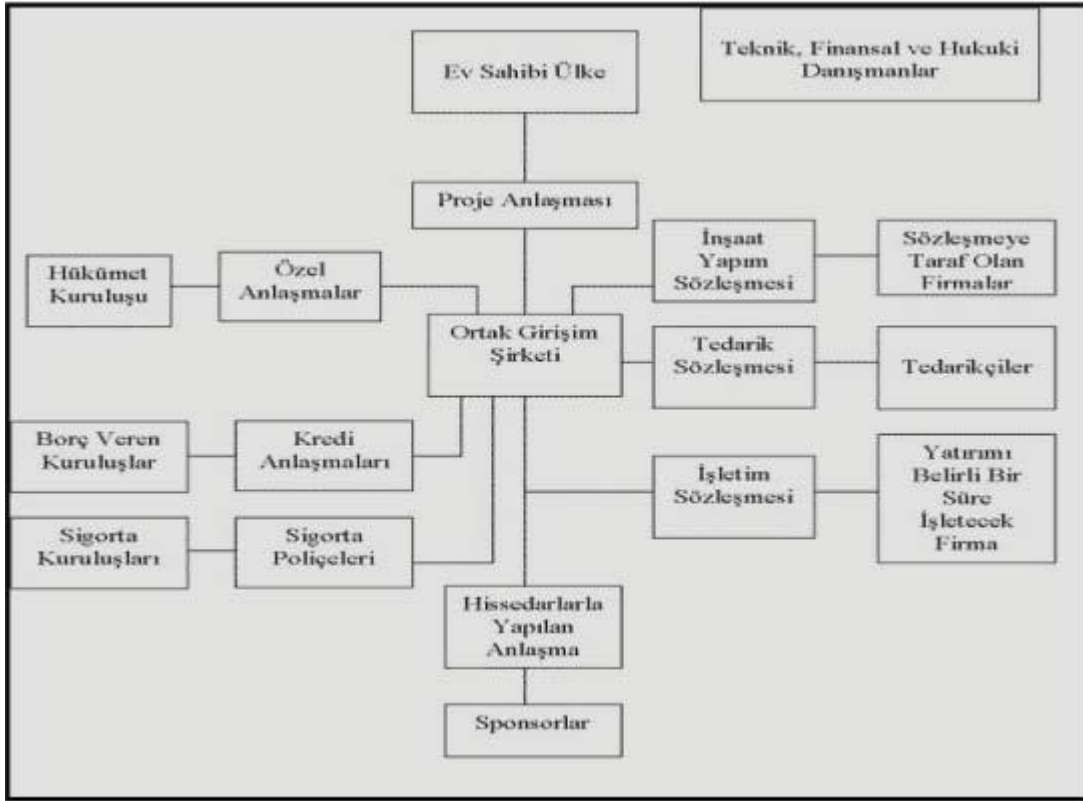 Ev Sahibi Ülke
Teknik, Finansal ve Hukuki
Danışmanlar
Proje Anlaşması
Hükümet
Kuruluşu
Özel
Anlaşmalar
İnşaat
Yapım
Sözleşmesi
Sözleşmeye
Taraf Olan
Firmalar
Ortak Girişim
Şirketi
Tedarik
Sözleşmesi
Tedarikçiler
Borç Veren
Kuruluşlar
Kredi
Anlaşmaları
İşletim
Sözleşmesi
Yatırımı
Belirli Bir
Süre
İşletecek
Firma
Sigorta
Kuruluşları
Sigorta
Poliçeleri
Hissedarlarla
Yapılan
Anlaşma
Sponsorlar